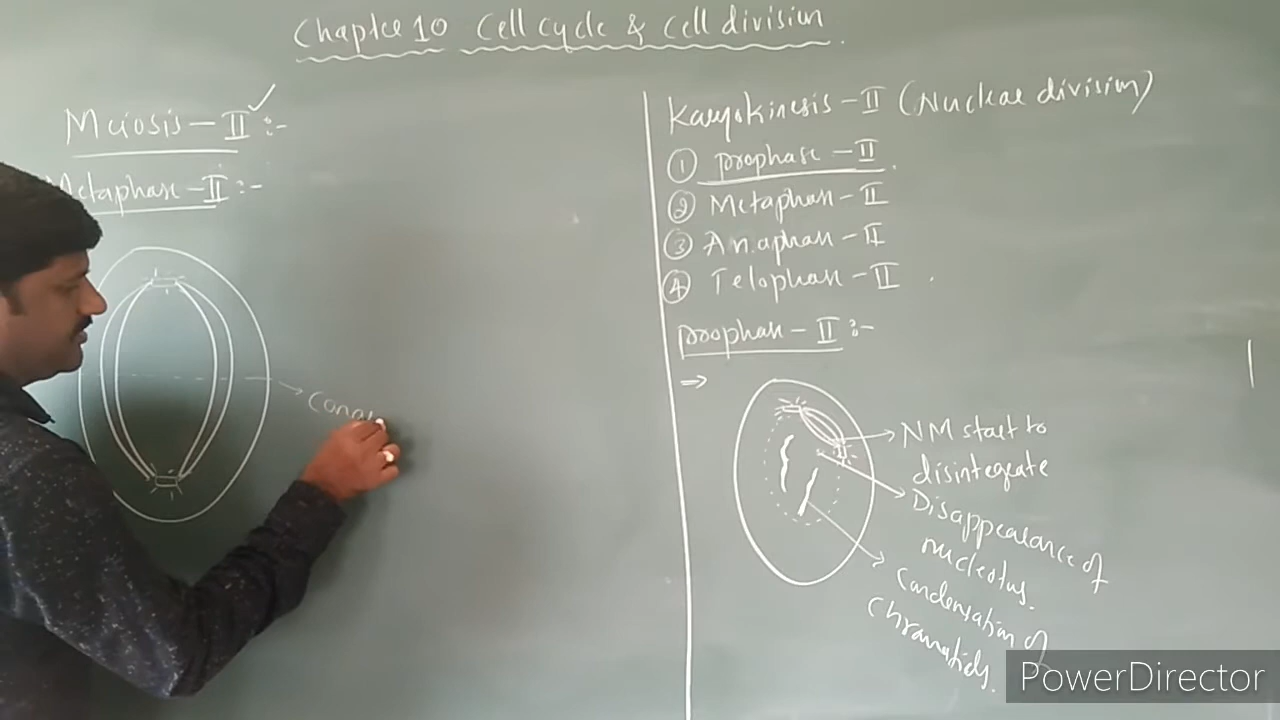 Chapter 10 Cell cycle & Cell division.
Meiosis - II :-
Metaphase - II :-
Karyokinesis - II (Nuclear division)
① prophase - II .
② Metaphase - II
③ Anaphase - II
④ Telophase - II .
prophase - II :-
⇒
NM start to
disintegrate
Disappearance of
nucleolus.
Condensation of
Chromatids.
PowerDirector